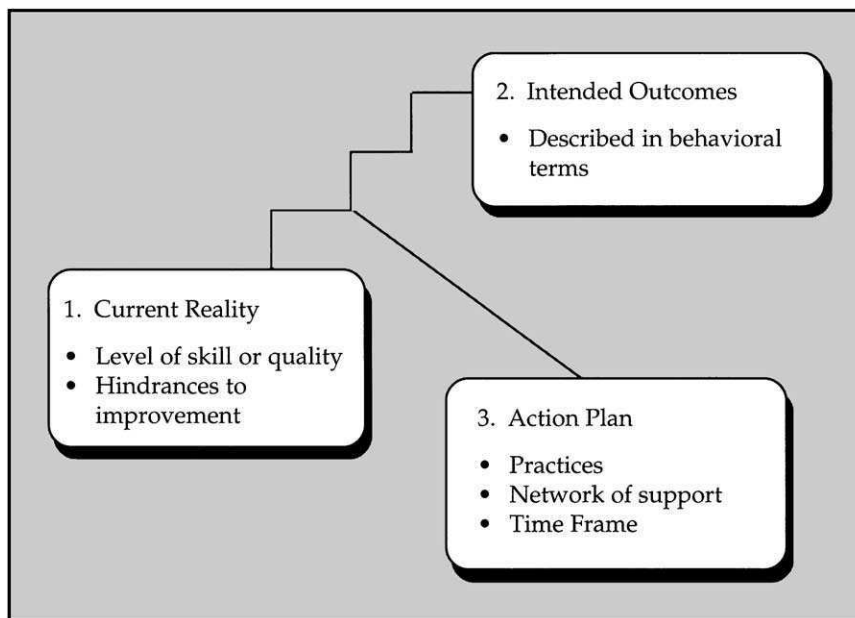 1. Current Reality
• Level of skill or quality
• Hindrances to
improvement
2. Intended Outcomes
• Described in behavioral
terms
3. Action Plan
• Practices
• Network of support
• Time Frame